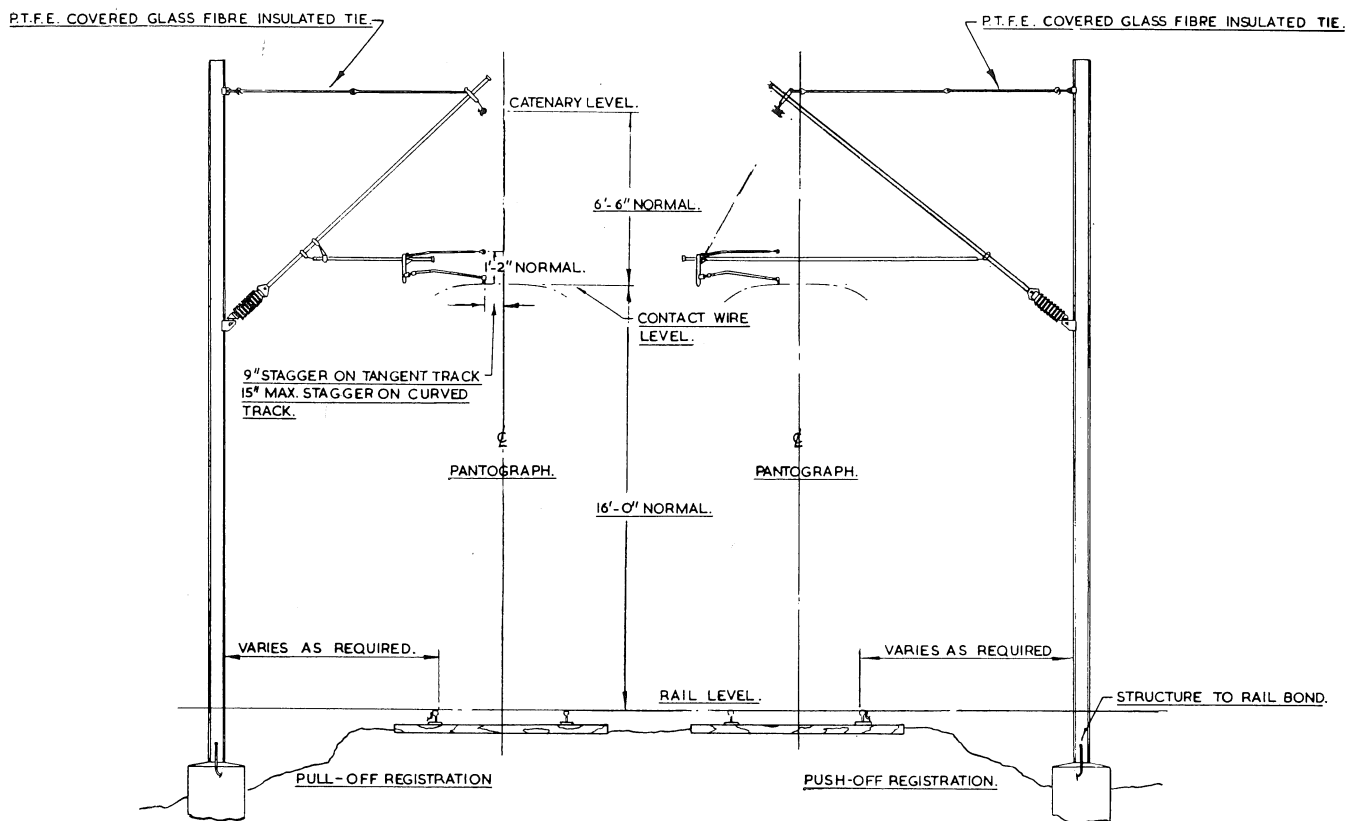 P.T.F.E. COVERED GLASS FIBRE INSULATED TIE.
P.T.F.E. COVERED GLASS FIBRE INSULATED TIE.
CATENARY LEVEL.
6'-6" NORMAL.
1'-2" NORMAL.
CONTACT WIRE
LEVEL.
9" STAGGER ON TANGENT TRACK
15" MAX. STAGGER ON CURVED
TRACK.
℄
PANTOGRAPH.
℄
PANTOGRAPH.
16'-0" NORMAL.
VARIES AS REQUIRED.
VARIES AS REQUIRED
RAIL LEVEL.
STRUCTURE TO RAIL BOND.
PULL-OFF REGISTRATION
PUSH-OFF REGISTRATION.